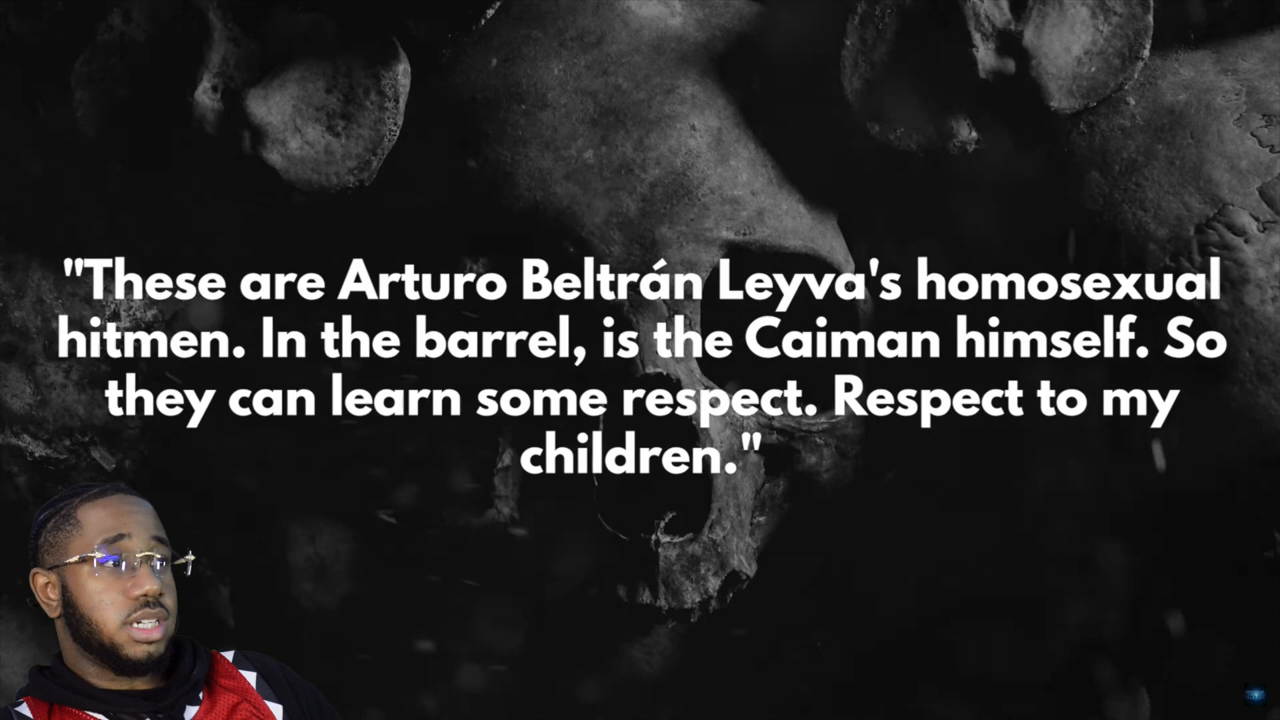 "These are Arturo Beltrán Leyva's homosexual
hitmen. In the barrel, is the Caiman himself. So
they can learn some respect. Respect to my
children."